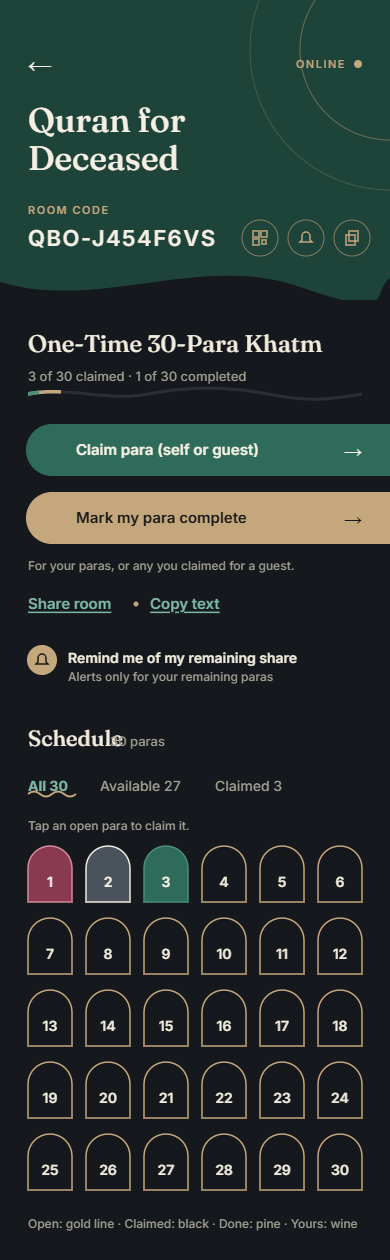 ←
ONLINE
Quran for
Deceased
ROOM CODE
QBO-J454F6VS
One-Time 30-Para Khatm
3 of 30 claimed · 1 of 30 completed
Claim para (self or guest) →
Mark my para complete →
For your paras, or any you claimed for a guest.
Share room • Copy text
Remind me of my remaining share
Alerts only for your remaining paras
Schedule 30 paras
All 30 Available 27 Claimed 3
Tap an open para to claim it.
1 2 3 4 5 6
7 8 9 10 11 12
13 14 15 16 17 18
19 20 21 22 23 24
25 26 27 28 29 30
Open: gold line · Claimed: black · Done: pine · Yours: wine